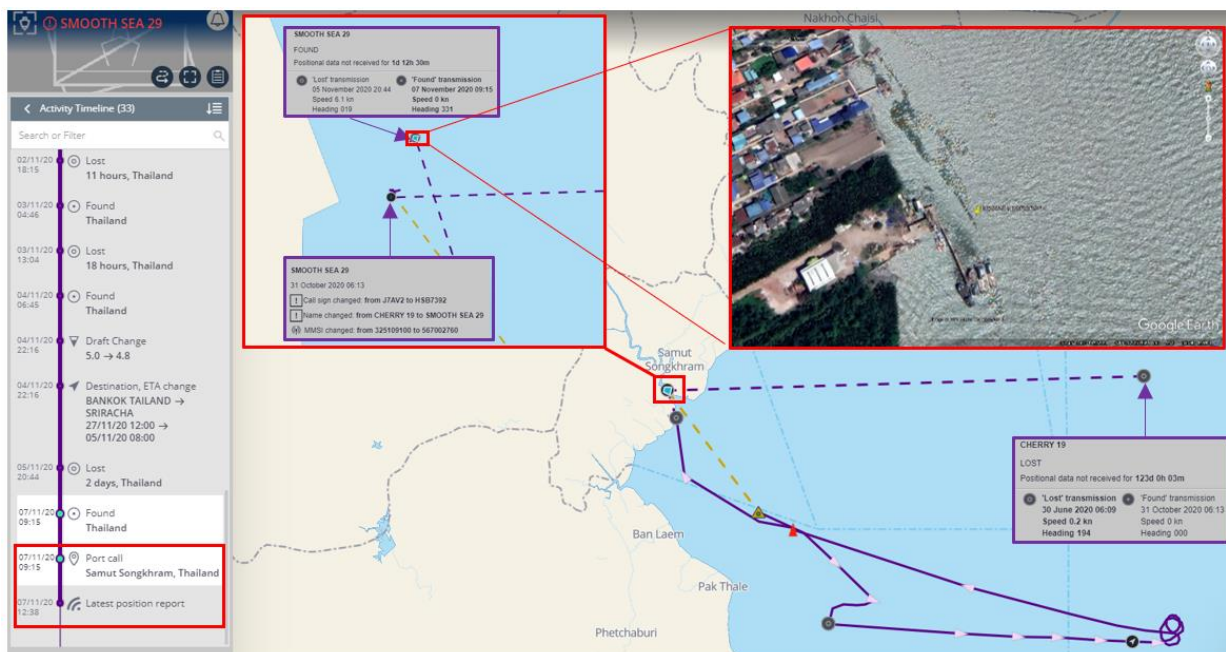 SMOOTH SEA 29
Activity Timeline (33)
Search or Filter
02/11/20
18:15
Lost
11 hours, Thailand
03/11/20
04:46
Found
Thailand
03/11/20
13:04
Lost
18 hours, Thailand
04/11/20
06:45
Found
Thailand
04/11/20
22:16
Draft Change
5.0 → 4.8
04/11/20
22:16
Destination, ETA change
BANKOK TAILAND →
SRIRACHA
27/11/20 12:00 →
05/11/20 08:00
05/11/20
20:44
Lost
2 days, Thailand
07/11/20
09:15
Found
Thailand
07/11/20
09:15
Port call
Samut Songkhram, Thailand
07/11/20
12:38
Latest position report
SMOOTH SEA 29
FOUND
Positional data not received for 1d 12h 30m
'Lost' transmission
05 November 2020 20:44
Speed 6.1 kn
Heading 018
'Found' transmission
07 November 2020 09:15
Speed 0 kn
Heading 331
SMOOTH SEA 29
31 October 2020 06:13
Call sign changed: from J7AV2 to HSB7392
Name changed: from CHERRY 19 to SMOOTH SEA 29
MMSI changed: from 325109100 to 567002760
Nakhon Chaisi
Google Earth
Samut
Songkhram
CHERRY 19
LOST
Positional data not received for 123d 0h 03m
'Lost' transmission
30 June 2020 06:09
Speed 0.2 kn
Heading 194
'Found' transmission
31 October 2020 06:13
Speed 0 kn
Heading 000
Ban Laem
Pak Thale
Phetchaburi